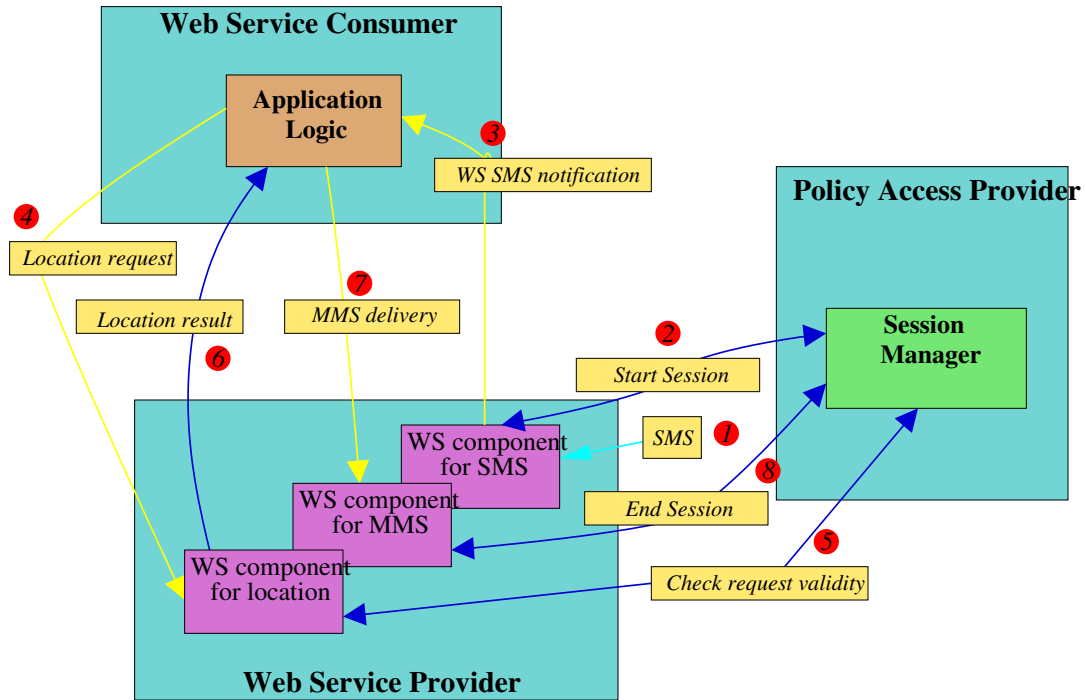 Web Service Consumer
Application
Logic
3
WS SMS notification
Policy Access Provider
4
Location request
7
Location result
MMS delivery
6
2
Start Session
Session
Manager
SMS
1
WS component
for SMS
8
WS component
for MMS
End Session
5
WS component
for location
Check request validity
Web Service Provider